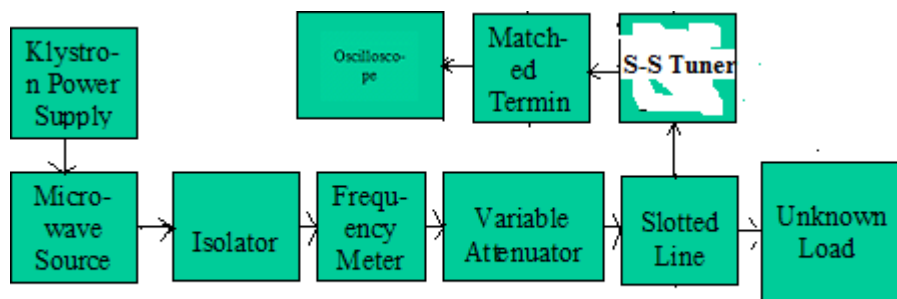 Klystro-
n Power
Supply
Oscillosco-
pe
Match-
ed
Termin
S-S Tuner
Micro-
wave
Source
Isolator
Frequ-
ency
Meter
Variable
Attenuator
Slotted
Line
Unknown
Load